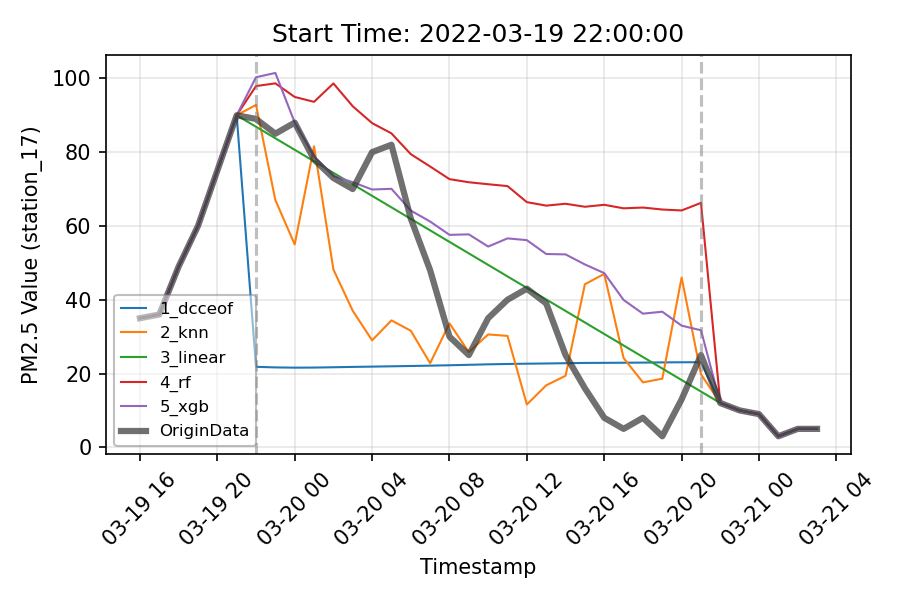 Start Time: 2022-03-19 22:00:00
PM2.5 Value (station_17)
100
80
60
40
20
0
1_dcceof
2_knn
3_linear
4_rf
5_xgb
OriginData
03-19 16
03-19 20
03-20 00
03-20 04
03-20 08
03-20 12
03-20 16
03-20 20
03-21 00
03-21 04
Timestamp